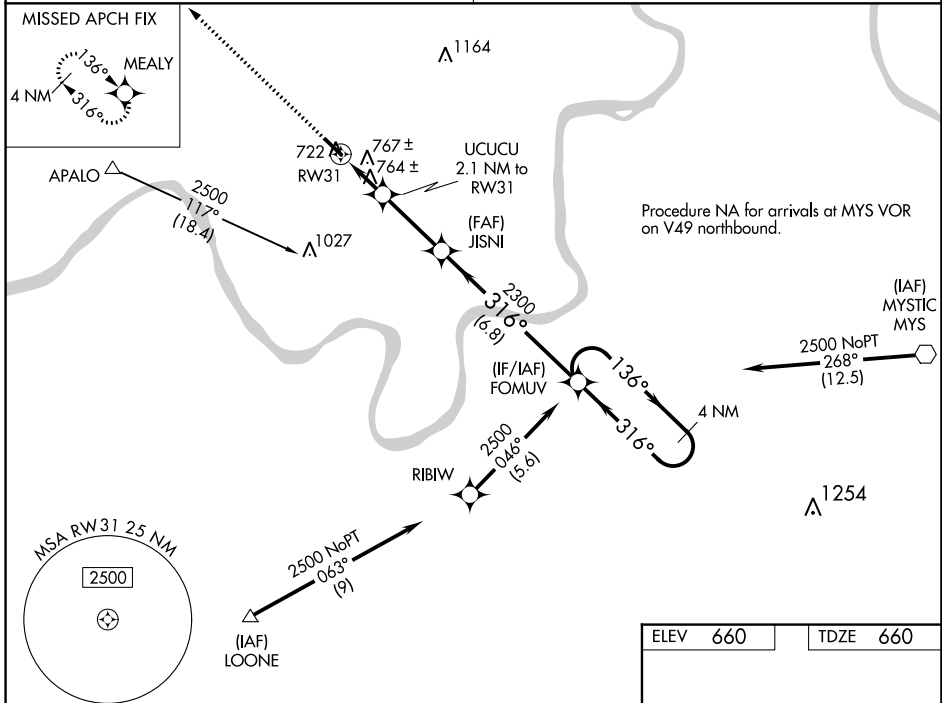 MISSED APCH FIX
136°
MEALY
4 NM
316°
1164
722
RW31
767 ±
764 ±
UCUCU
2.1 NM to
RW31
APALO
2500
117°
(18.4)
1027
(FAF)
JISNI
Procedure NA for arrivals at MYS VOR
on V49 northbound.
2300
316°
(6.8)
(IAF)
MYSTIC
MYS
2500 NoPT
268°
(12.5)
(IF/IAF)
FOMUV
136°
4 NM
316°
2500
046°
(5.6)
RIBIW
1254
MSA RW31 25 NM
2500
2500 NoPT
063°
(9)
(IAF)
LOONE
ELEV 660
TDZE 660